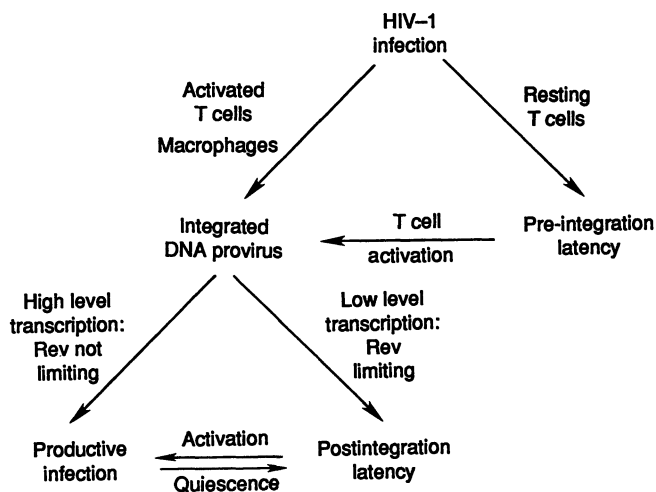 HIV–1
infection
Activated
T cells
Macrophages
Resting
T cells
Integrated
DNA provirus
T cell
activation
Pre-integration
latency
High level
transcription:
Rev not
limiting
Low level
transcription:
Rev
limiting
Productive
infection
Activation
Quiescence
Postintegration
latency